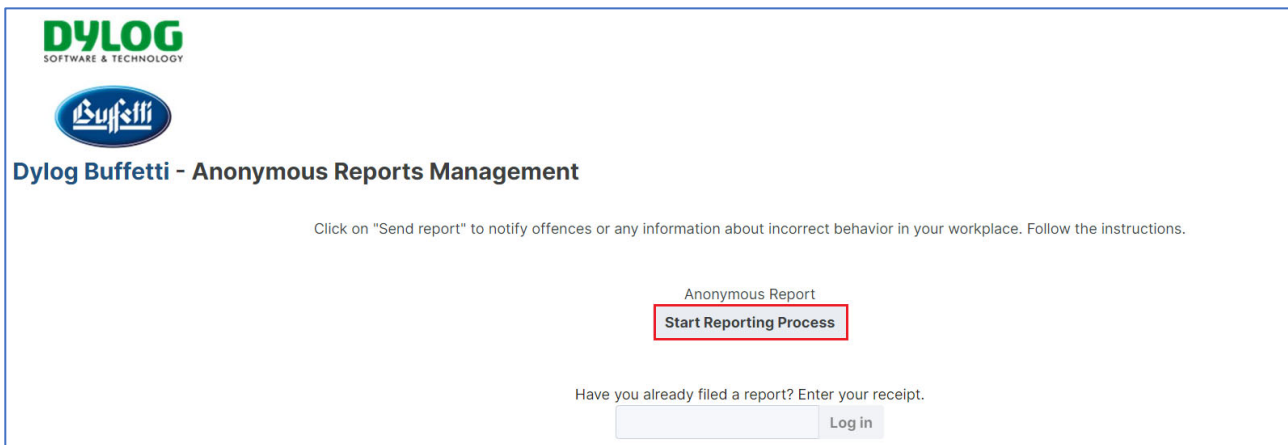 DYLOG
SOFTWARE & TECHNOLOGY
Buffetti
Dylog Buffetti - Anonymous Reports Management
Click on "Send report" to notify offences or any information about incorrect behavior in your workplace. Follow the instructions.
Anonymous Report
Start Reporting Process
Have you already filed a report? Enter your receipt.
Log in